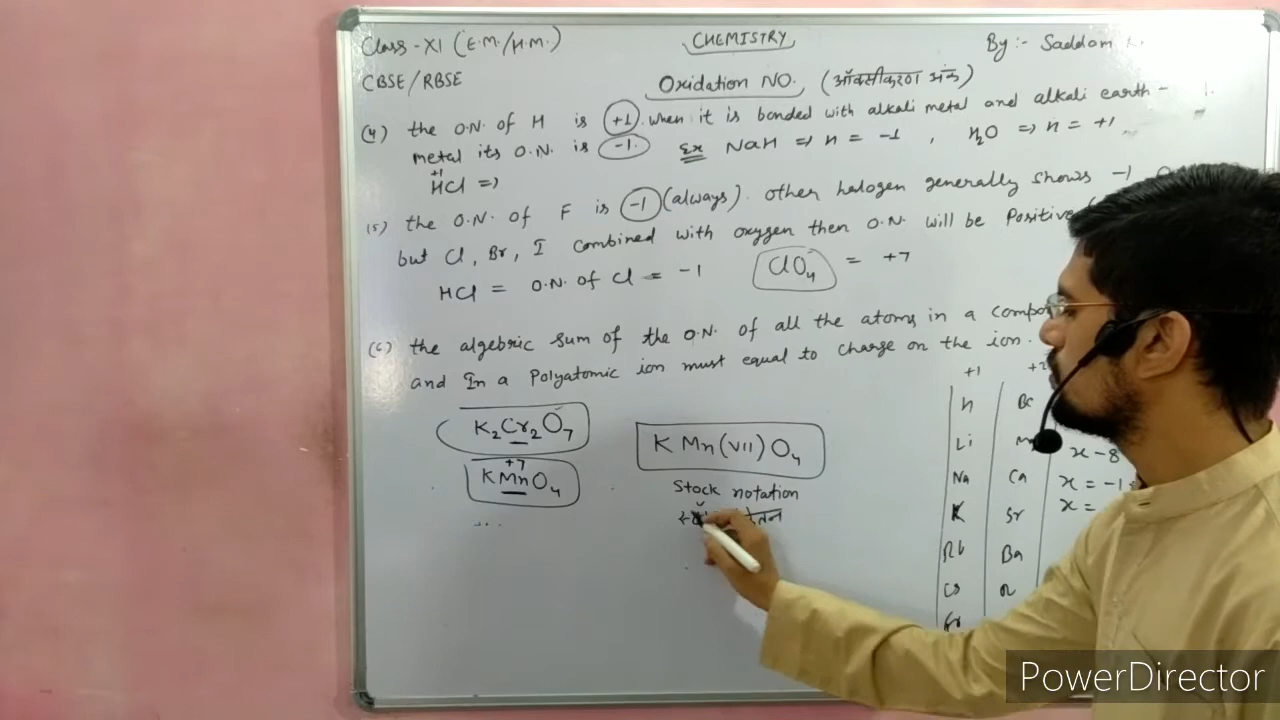 Class-XI (E.M./H.M.)
CHEMISTRY
By:- Saddam
CBSE/RBSE
Oxidation NO. (ऑक्सीकरण अंक)
(4) the O.N. of H is +1 when it is bonded with alkali metal and alkali earth -
metal its O.N. is -1. Ex NaH => n = -1 , H2O => n = +1
+1
HCl =>
(5) the O.N. of F is -1 (always). other halogen generally shows -1
but Cl, Br, I combined with oxygen then O.N. will be Positive
HCl = O.N. of Cl = -1
ClO4- = +7
(6) the algebric sum of the O.N. of all the atoms in a
and In a Polyatomic ion must equal to charge on the ion.
K2Cr2O7
+7
KMnO4
K Mn(VII) O4
Stock notation
+1
H
Li
Na
K
Rb
Cs
Ca
Sr
Ba
x - 8
x = -1
x =
PowerDirector